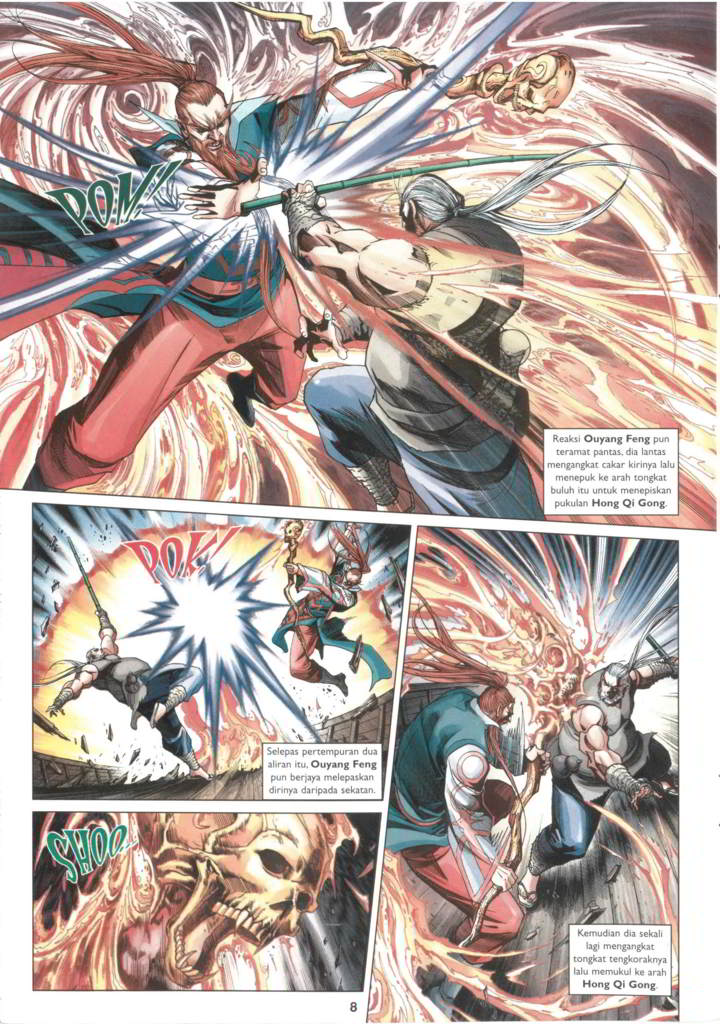 POM!
Reaksi Ouyang Feng pun
teramat pantas, dia lantas
mengangkat cakar kirinya lalu
menepuk ke arah tongkat
buluh itu untuk menepiskan
pukulan Hong Qi Gong.
POK!
Selepas pertempuran dua
aliran itu, Ouyang Feng
pun berjaya melepaskan
dirinya daripada sekatan.
SHOO...
Kemudian dia sekali
lagi mengangkat
tongkat tengkoraknya
lalu memukul ke arah
Hong Qi Gong.
8